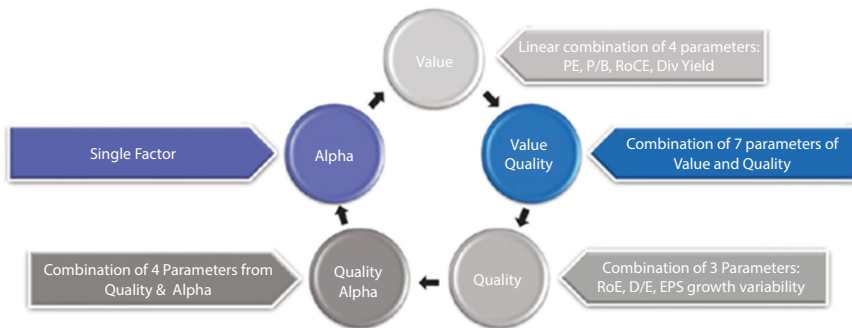 Value
Linear combination of 4 parameters:
PE, P/B, RoCE, Div Yield
Single Factor
Alpha
Value
Quality
Combination of 7 parameters of
Value and Quality
Combination of 4 Parameters from
Quality & Alpha
Quality
Alpha
Quality
Combination of 3 Parameters:
RoE, D/E, EPS growth variability